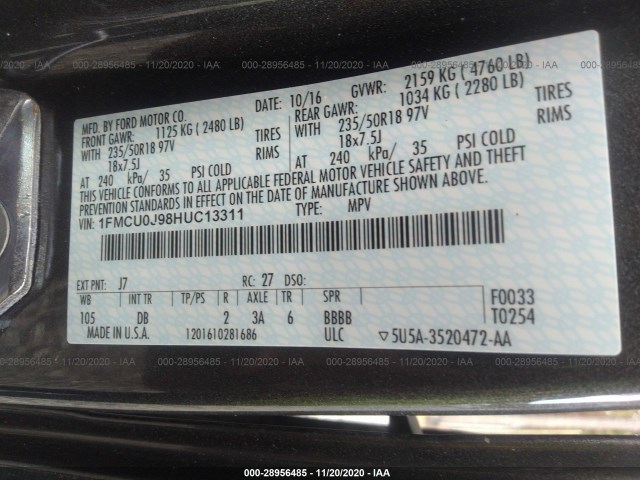 MFD. BY FORD MOTOR CO. DATE: 10/16 GVWR: 2159 KG ( 4760 LB)
FRONT GAWR: 1125 KG ( 2480 LB) REAR GAWR: 1034 KG ( 2280 LB)
WITH 235/50R18 97V TIRES WITH 235/50R18 97V TIRES
18x7.5J RIMS 18x7.5J RIMS
AT 240 kPa/ 35 PSI COLD AT 240 kPa/ 35 PSI COLD
THIS VEHICLE CONFORMS TO ALL APPLICABLE FEDERAL MOTOR VEHICLE SAFETY AND THEFT
PREVENTION STANDARDS IN EFFECT ON THE DATE OF MANUFACTURE SHOWN ABOVE.
VIN: 1FMCU0J98HUC13311 TYPE: MPV
EXT PNT: J7 RC: 27 DSO:
WB INT TR TP/PS R AXLE TR SPR F0033
105 DB 2 3A 6 BBBB T0254
MADE IN U.S.A. 1201610281686 ULC ▽5U5A-3520472-AA
000-28956485 - 11/20/2020 - IAA